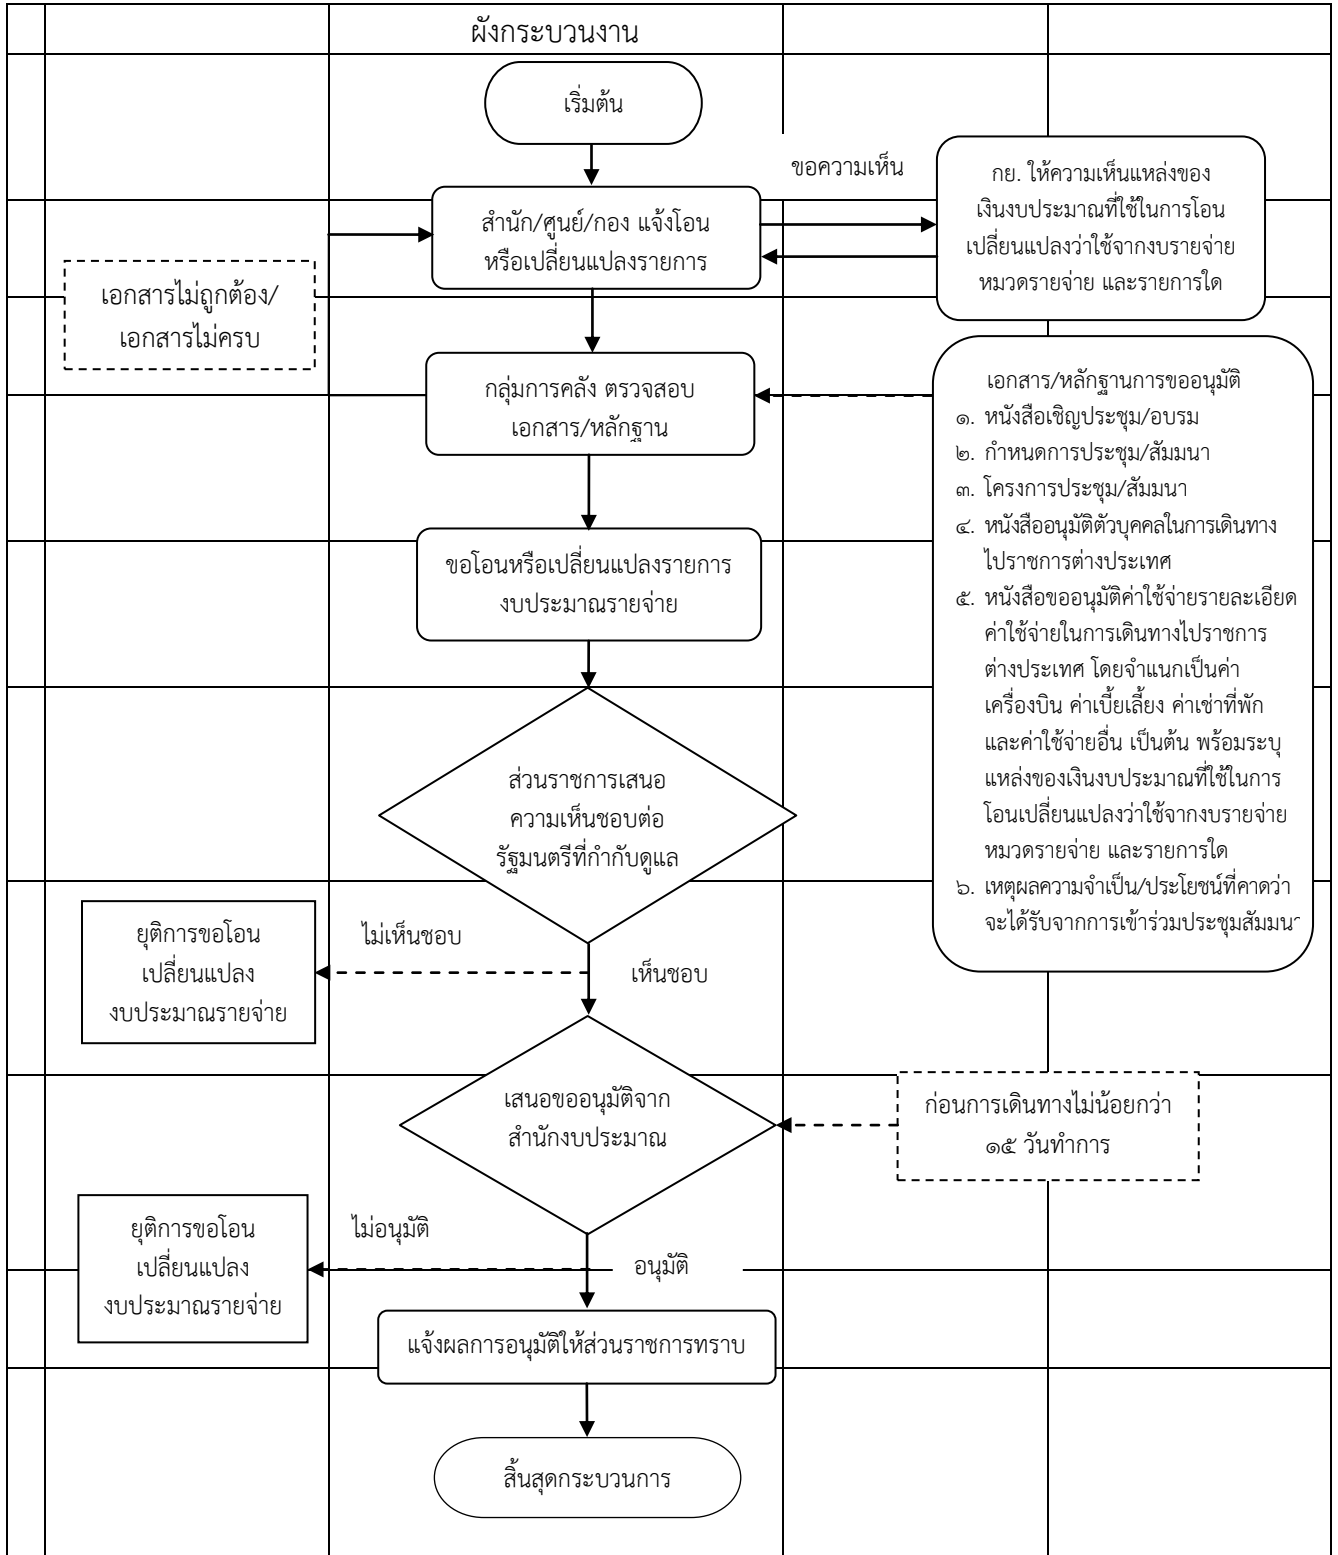 ผังกระบวนงาน
เริ่มต้น
ขอความเห็น
กย. ให้ความเห็นแหล่งของ
เงินงบประมาณที่ใช้ในการโอน
เปลี่ยนแปลงว่าใช้จากงบรายจ่าย
หมวดรายจ่าย และรายการใด
สำนัก/ศูนย์/กอง แจ้งโอน
หรือเปลี่ยนแปลงรายการ
เอกสารไม่ถูกต้อง/
เอกสารไม่ครบ
กลุ่มการคลัง ตรวจสอบ
เอกสาร/หลักฐาน
เอกสาร/หลักฐานการขออนุมัติ
๑. หนังสือเชิญประชุม/อบรม
๒. กำหนดการประชุม/สัมมนา
๓. โครงการประชุม/สัมมนา
๔. หนังสืออนุมัติตัวบุคคลในการเดินทาง
ไปราชการต่างประเทศ
๕. หนังสือขออนุมัติค่าใช้จ่ายรายละเอียด
ค่าใช้จ่ายในการเดินทางไปราชการ
ต่างประเทศ โดยจำแนกเป็นค่า
เครื่องบิน ค่าเบี้ยเลี้ยง ค่าเช่าที่พัก
และค่าใช้จ่ายอื่น เป็นต้น พร้อมระบุ
แหล่งของเงินงบประมาณที่ใช้ในการ
โอนเปลี่ยนแปลงว่าใช้จากงบรายจ่าย
หมวดรายจ่าย และรายการใด
๖. เหตุผลความจำเป็น/ประโยชน์ที่คาดว่า
จะได้รับจากการเข้าร่วมประชุมสัมมนา
ขอโอนหรือเปลี่ยนแปลงรายการ
งบประมาณรายจ่าย
ส่วนราชการเสนอ
ความเห็นชอบต่อ
รัฐมนตรีที่กำกับดูแล
ไม่เห็นชอบ
เห็นชอบ
ยุติการขอโอน
เปลี่ยนแปลง
งบประมาณรายจ่าย
เสนอขออนุมัติจาก
สำนักงบประมาณ
ก่อนการเดินทางไม่น้อยกว่า
๑๕ วันทำการ
ไม่อนุมัติ
อนุมัติ
ยุติการขอโอน
เปลี่ยนแปลง
งบประมาณรายจ่าย
แจ้งผลการอนุมัติให้ส่วนราชการทราบ
สิ้นสุดกระบวนการ